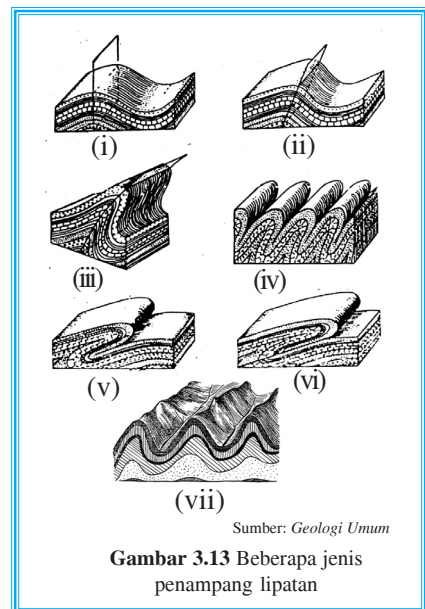 (i)
(ii)
(iii)
(iv)
(v)
(vi)
(vii)
Sumber: Geologi Umum
Gambar 3.13 Beberapa jenis
penampang lipatan